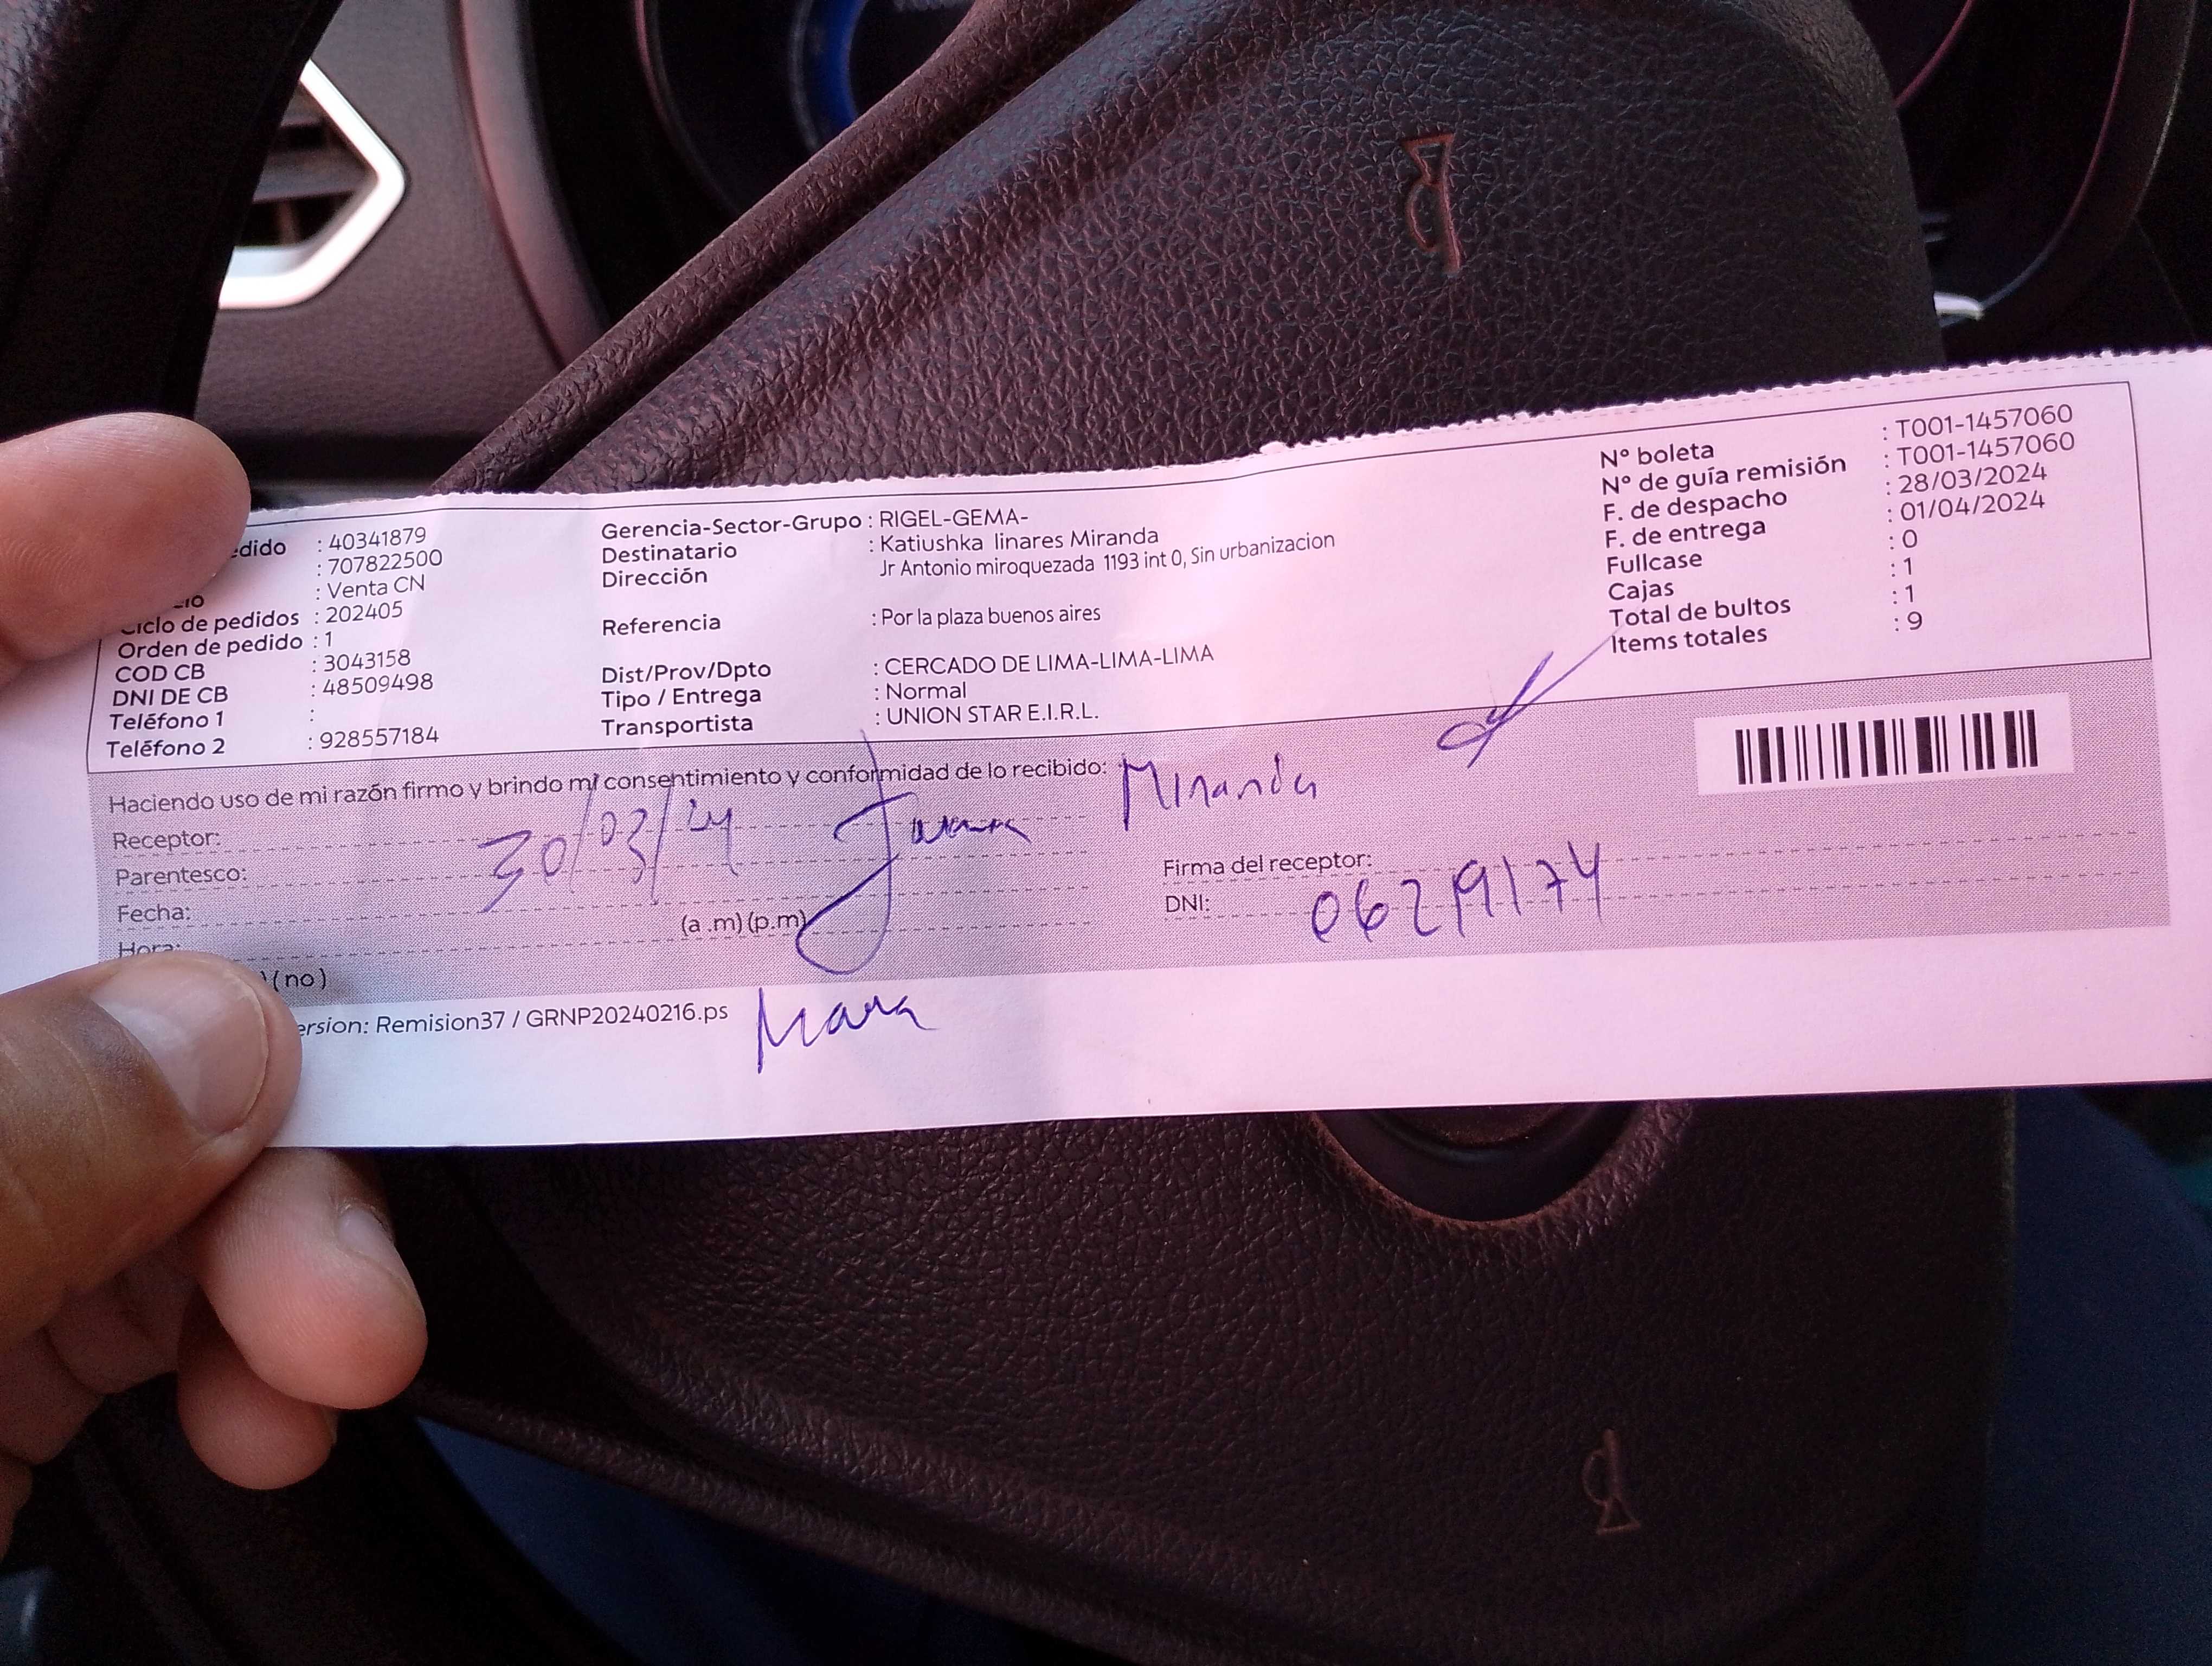 edido : 40341879
: 707822500
io : Venta CN
Ciclo de pedidos : 202405
Orden de pedido : 1
COD CB : 3043158
DNI DE CB : 48509498
Teléfono 1 :
Teléfono 2 : 928557184
Gerencia-Sector-Grupo : RIGEL-GEMA-
Destinatario : Katiushka linares Miranda
Dirección Jr Antonio miroquezada 1193 int 0, Sin urbanizacion
Referencia : Por la plaza buenos aires
Dist/Prov/Dpto : CERCADO DE LIMA-LIMA-LIMA
Tipo / Entrega : Normal
Transportista : UNION STAR E.I.R.L.
N° boleta : T001-1457060
N° de guía remisión : T001-1457060
F. de despacho : 28/03/2024
F. de entrega : 01/04/2024
Fullcase : 0
Cajas : 1
Total de bultos : 1
Items totales : 9
Haciendo uso de mi razón firmo y brindo mi consentimiento y conformidad de lo recibido:
Miranda
Receptor:
30/03/24
Parentesco:
Fecha:
Hora: (a .m) (p.m)
) (no)
Firma del receptor:
DNI: 06219174
ersion: Remision37 / GRNP20240216.ps